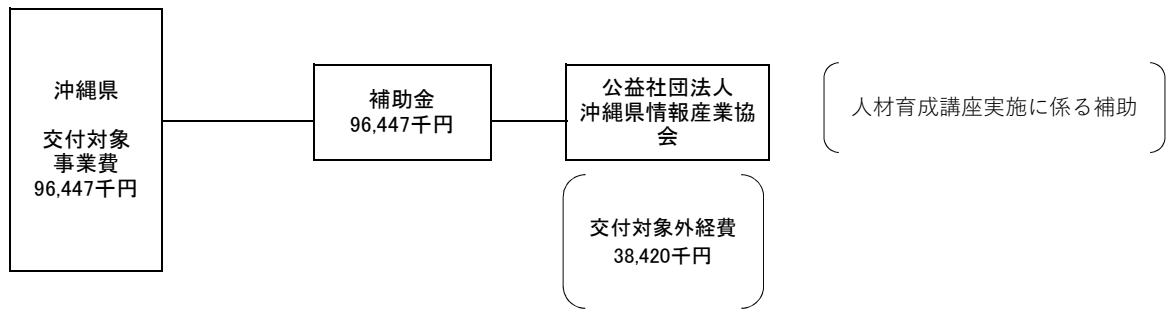 沖縄県
交付対象
事業費
96,447千円
補助金
96,447千円
公益社団法人
沖縄県情報産業協
会
人材育成講座実施に係る補助
交付対象外経費
38,420千円